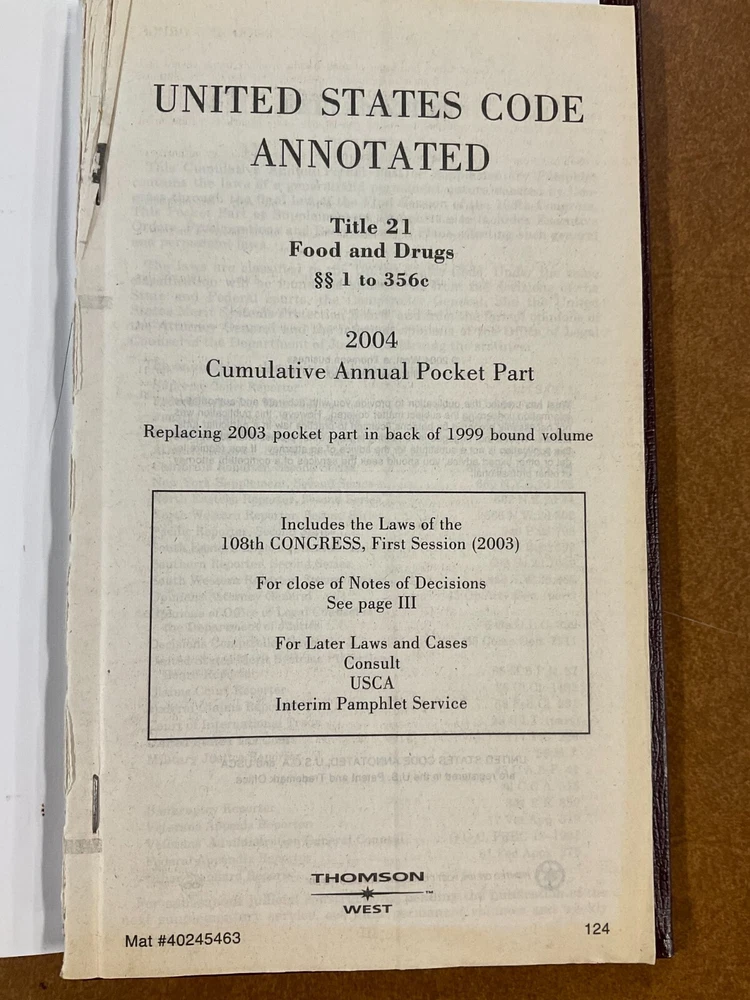 UNITED STATES CODE
ANNOTATED
Title 21
Food and Drugs
§§ 1 to 356c
2004
Cumulative Annual Pocket Part
Replacing 2003 pocket part in back of 1999 bound volume
Includes the Laws of the
108th CONGRESS, First Session (2003)
For close of Notes of Decisions
See page III
For Later Laws and Cases
Consult
USCA
Interim Pamphlet Service
THOMSON
™
WEST
Mat #40245463
124